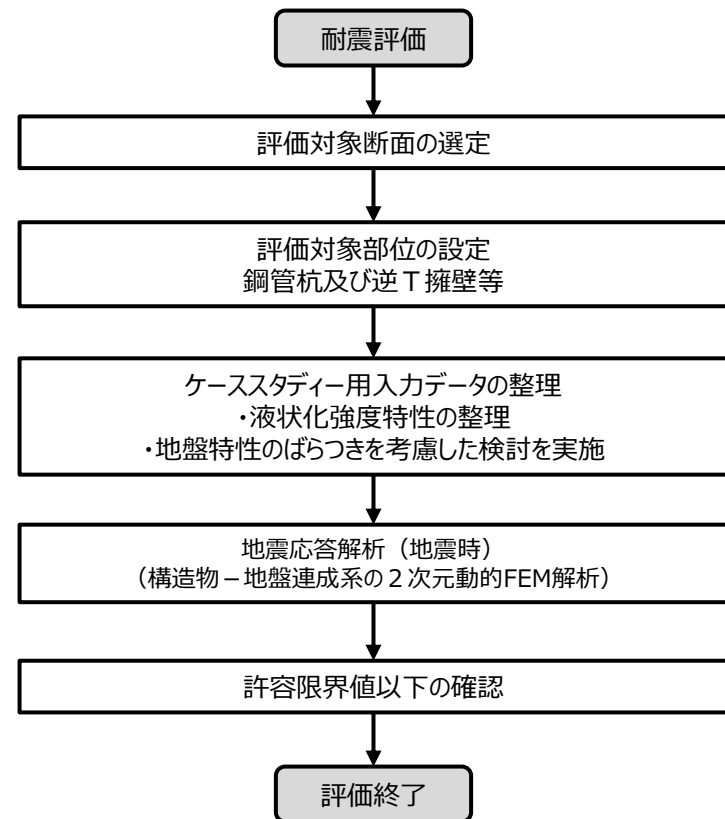 耐震評価
評価対象断面の選定
評価対象部位の設定
鋼管杭及び逆Ｔ擁壁等
ケーススタディー用入力データの整理
・液状化強度特性の整理
・地盤特性のばらつきを考慮した検討を実施
地震応答解析（地震時）
（構造物－地盤連成系の２次元動的FEM解析）
許容限界値以下の確認
評価終了